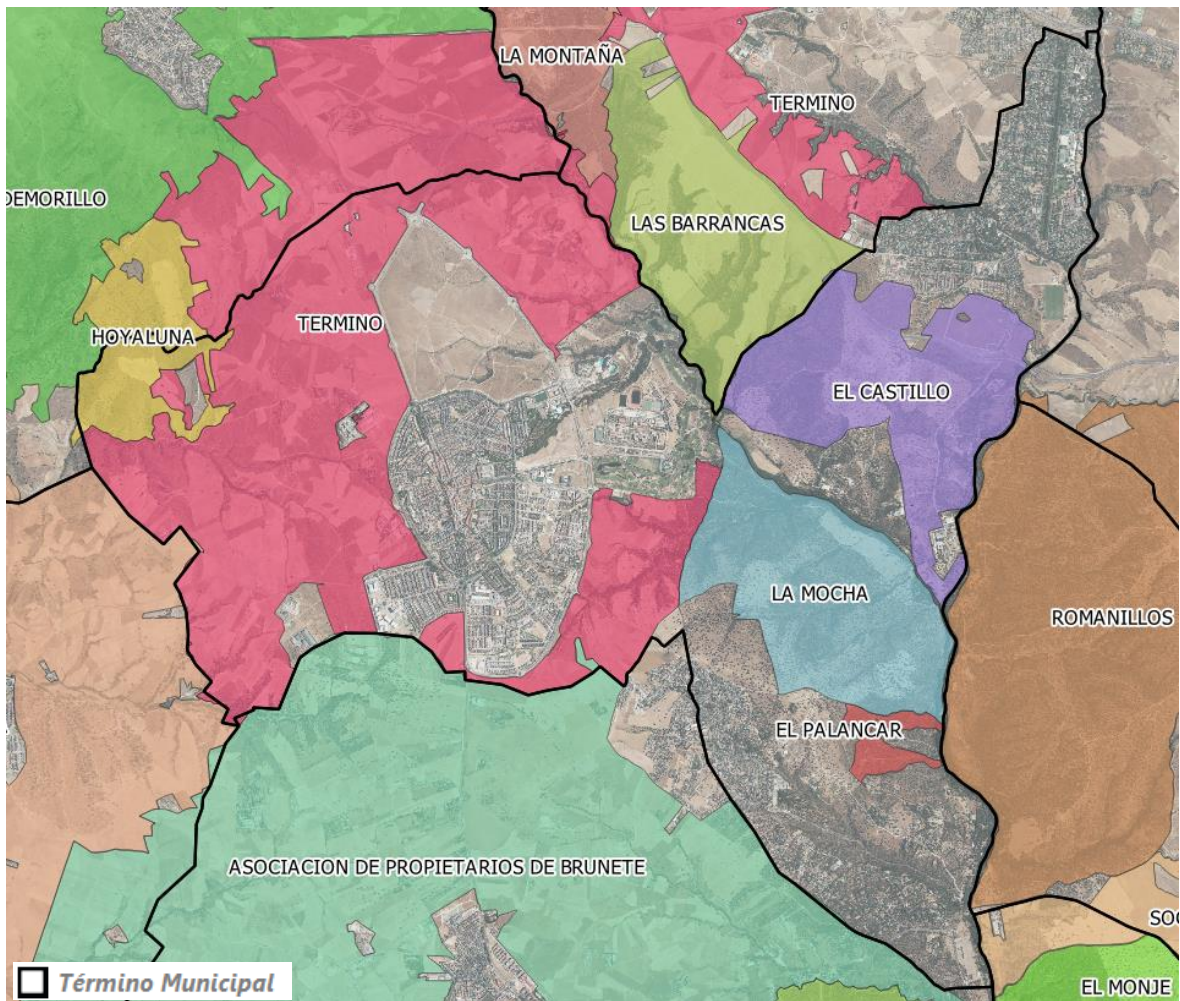 LA MONTAÑA
TERMINO
DEMORILLO
LAS BARRANCAS
TERMINO
HOYALUNA
EL CASTILLO
LA MOCHA
ROMANILLOS
EL PALANCAR
ASOCIACION DE PROPIETARIOS DE BRUNETE
SOC
EL MONJE
Término Municipal